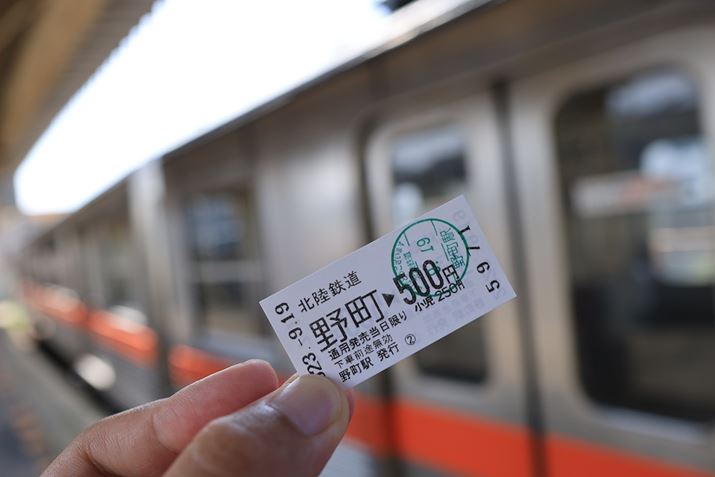 北陸鉄道
野町▶500円
通用発売当日限り 小児250円
下車前途無効
野町駅 発行 ②
23.-9.19
1765
19